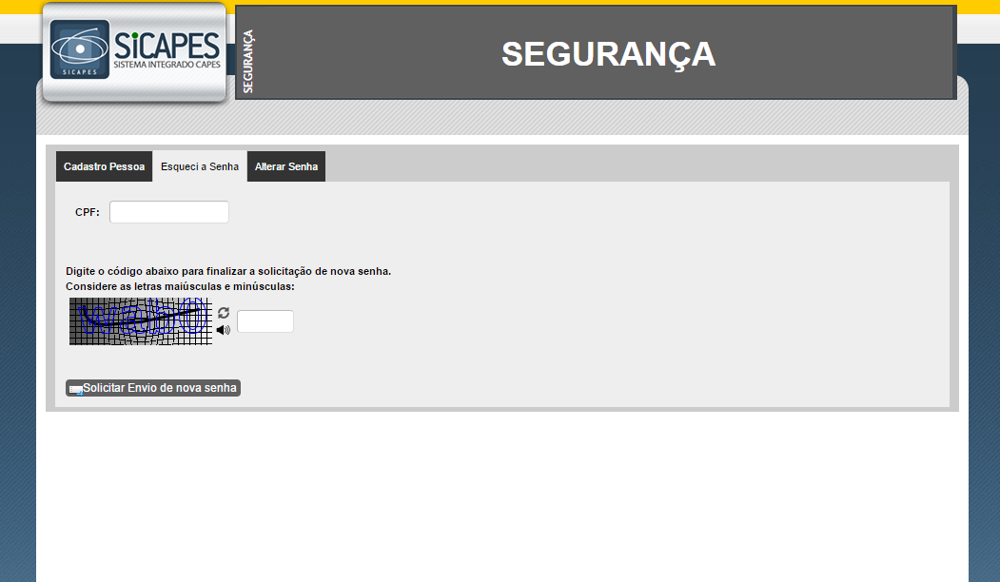 SiCAPES
SISTEMA INTEGRADO CAPES
SICAPES
SEGURANÇA
SEGURANÇA
Cadastro Pessoa
Esqueci a Senha
Alterar Senha
CPF:
Digite o código abaixo para finalizar a solicitação de nova senha.
Considere as letras maiúsculas e minúsculas:
Solicitar Envio de nova senha